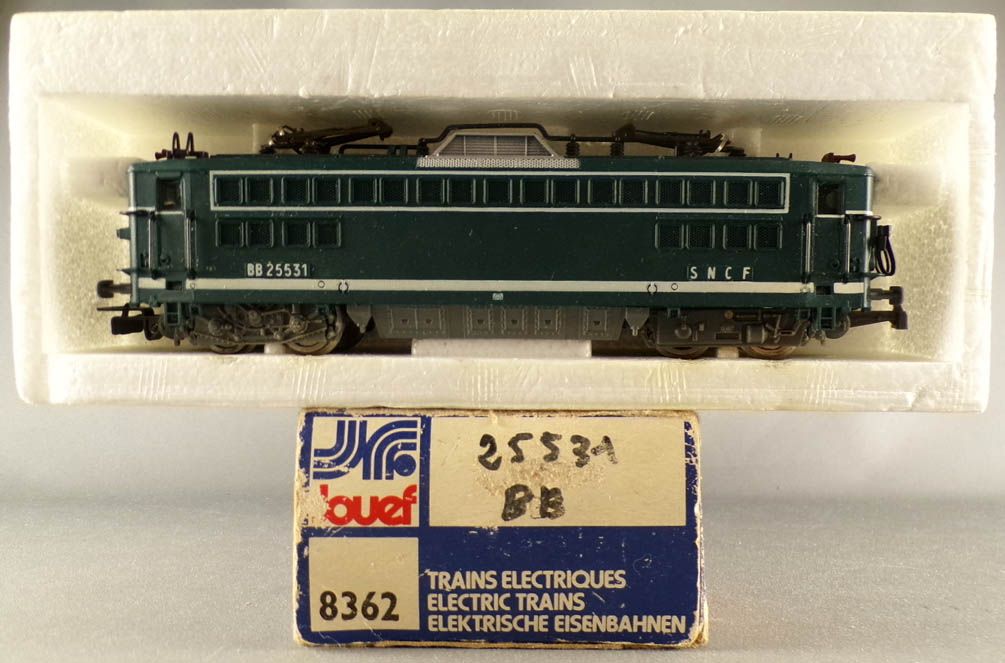 BB 25531
SNCF
25531
BB
Jouef
8362
TRAINS ELECTRIQUES
ELECTRIC TRAINS
ELEKTRISCHE EISENBAHNEN